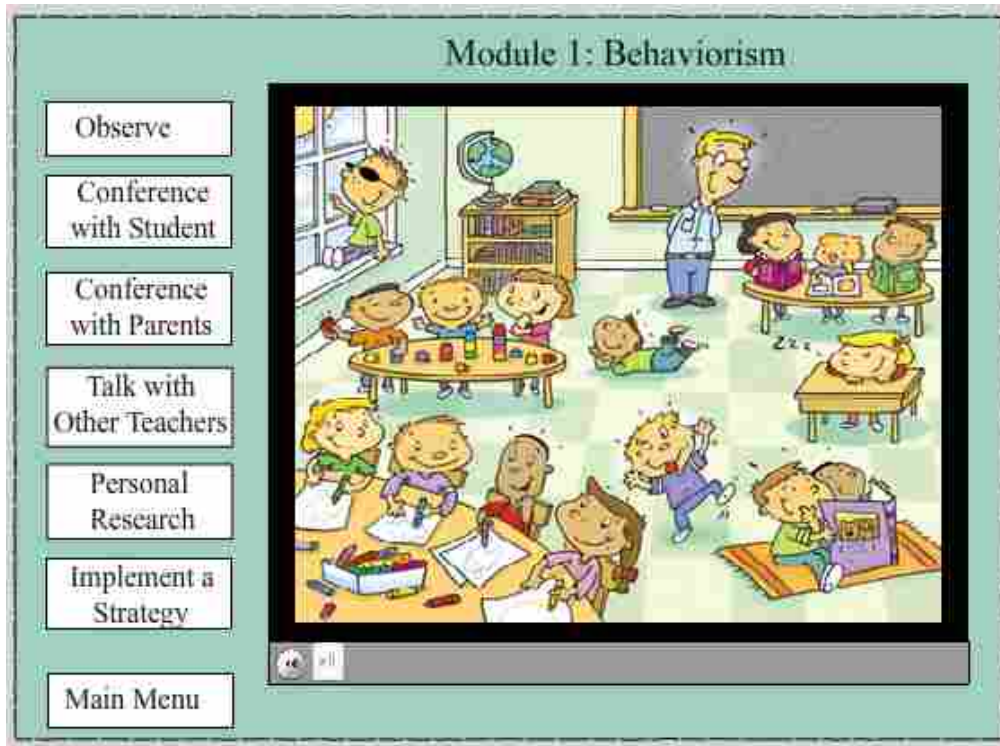 Module 1: Behaviorism
Observe
Conference
with Student
Conference
with Parents
Talk with
Other Teachers
Personal
Research
Implement a
Strategy
Main Menu
zzz